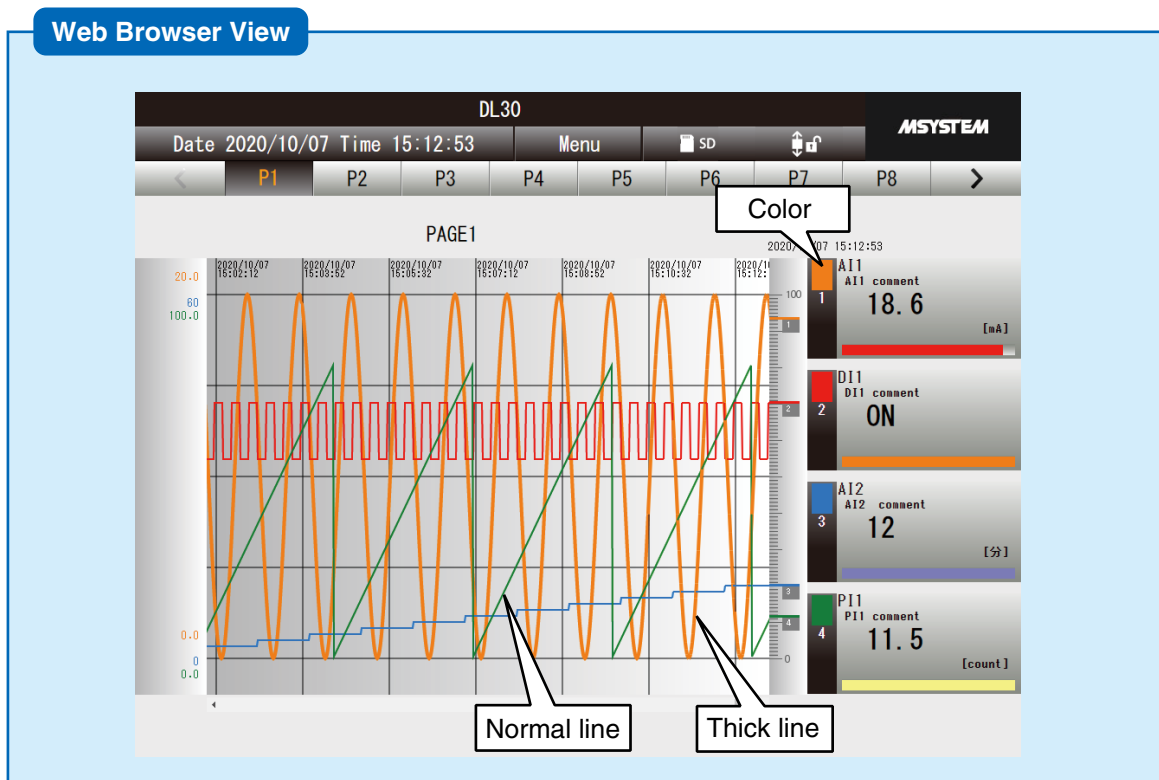 Web Browser View
DL30
MSYSTEM
Date 2020/10/07 Time 15:12:53 Menu SD
P1 P2 P3 P4 P5 P6 P7 P8
Color
PAGE1
15:12:53
20.0
60
100.0
2020/10/07 15:02:12
2020/10/07 15:03:52
2020/10/07 15:05:32
2020/10/07 15:07:12
2020/10/07 15:08:52
2020/10/07 15:10:32
15:12:
100
1
2
3
4
0
0.0
0
0.0
1
AI1
AI1 comment
18.6
[mA]
2
DI1
DI1 comment
ON
3
AI2
AI2 comment
12
[分]
4
PI1
PI1 comment
11.5
[count]
Normal line
Thick line